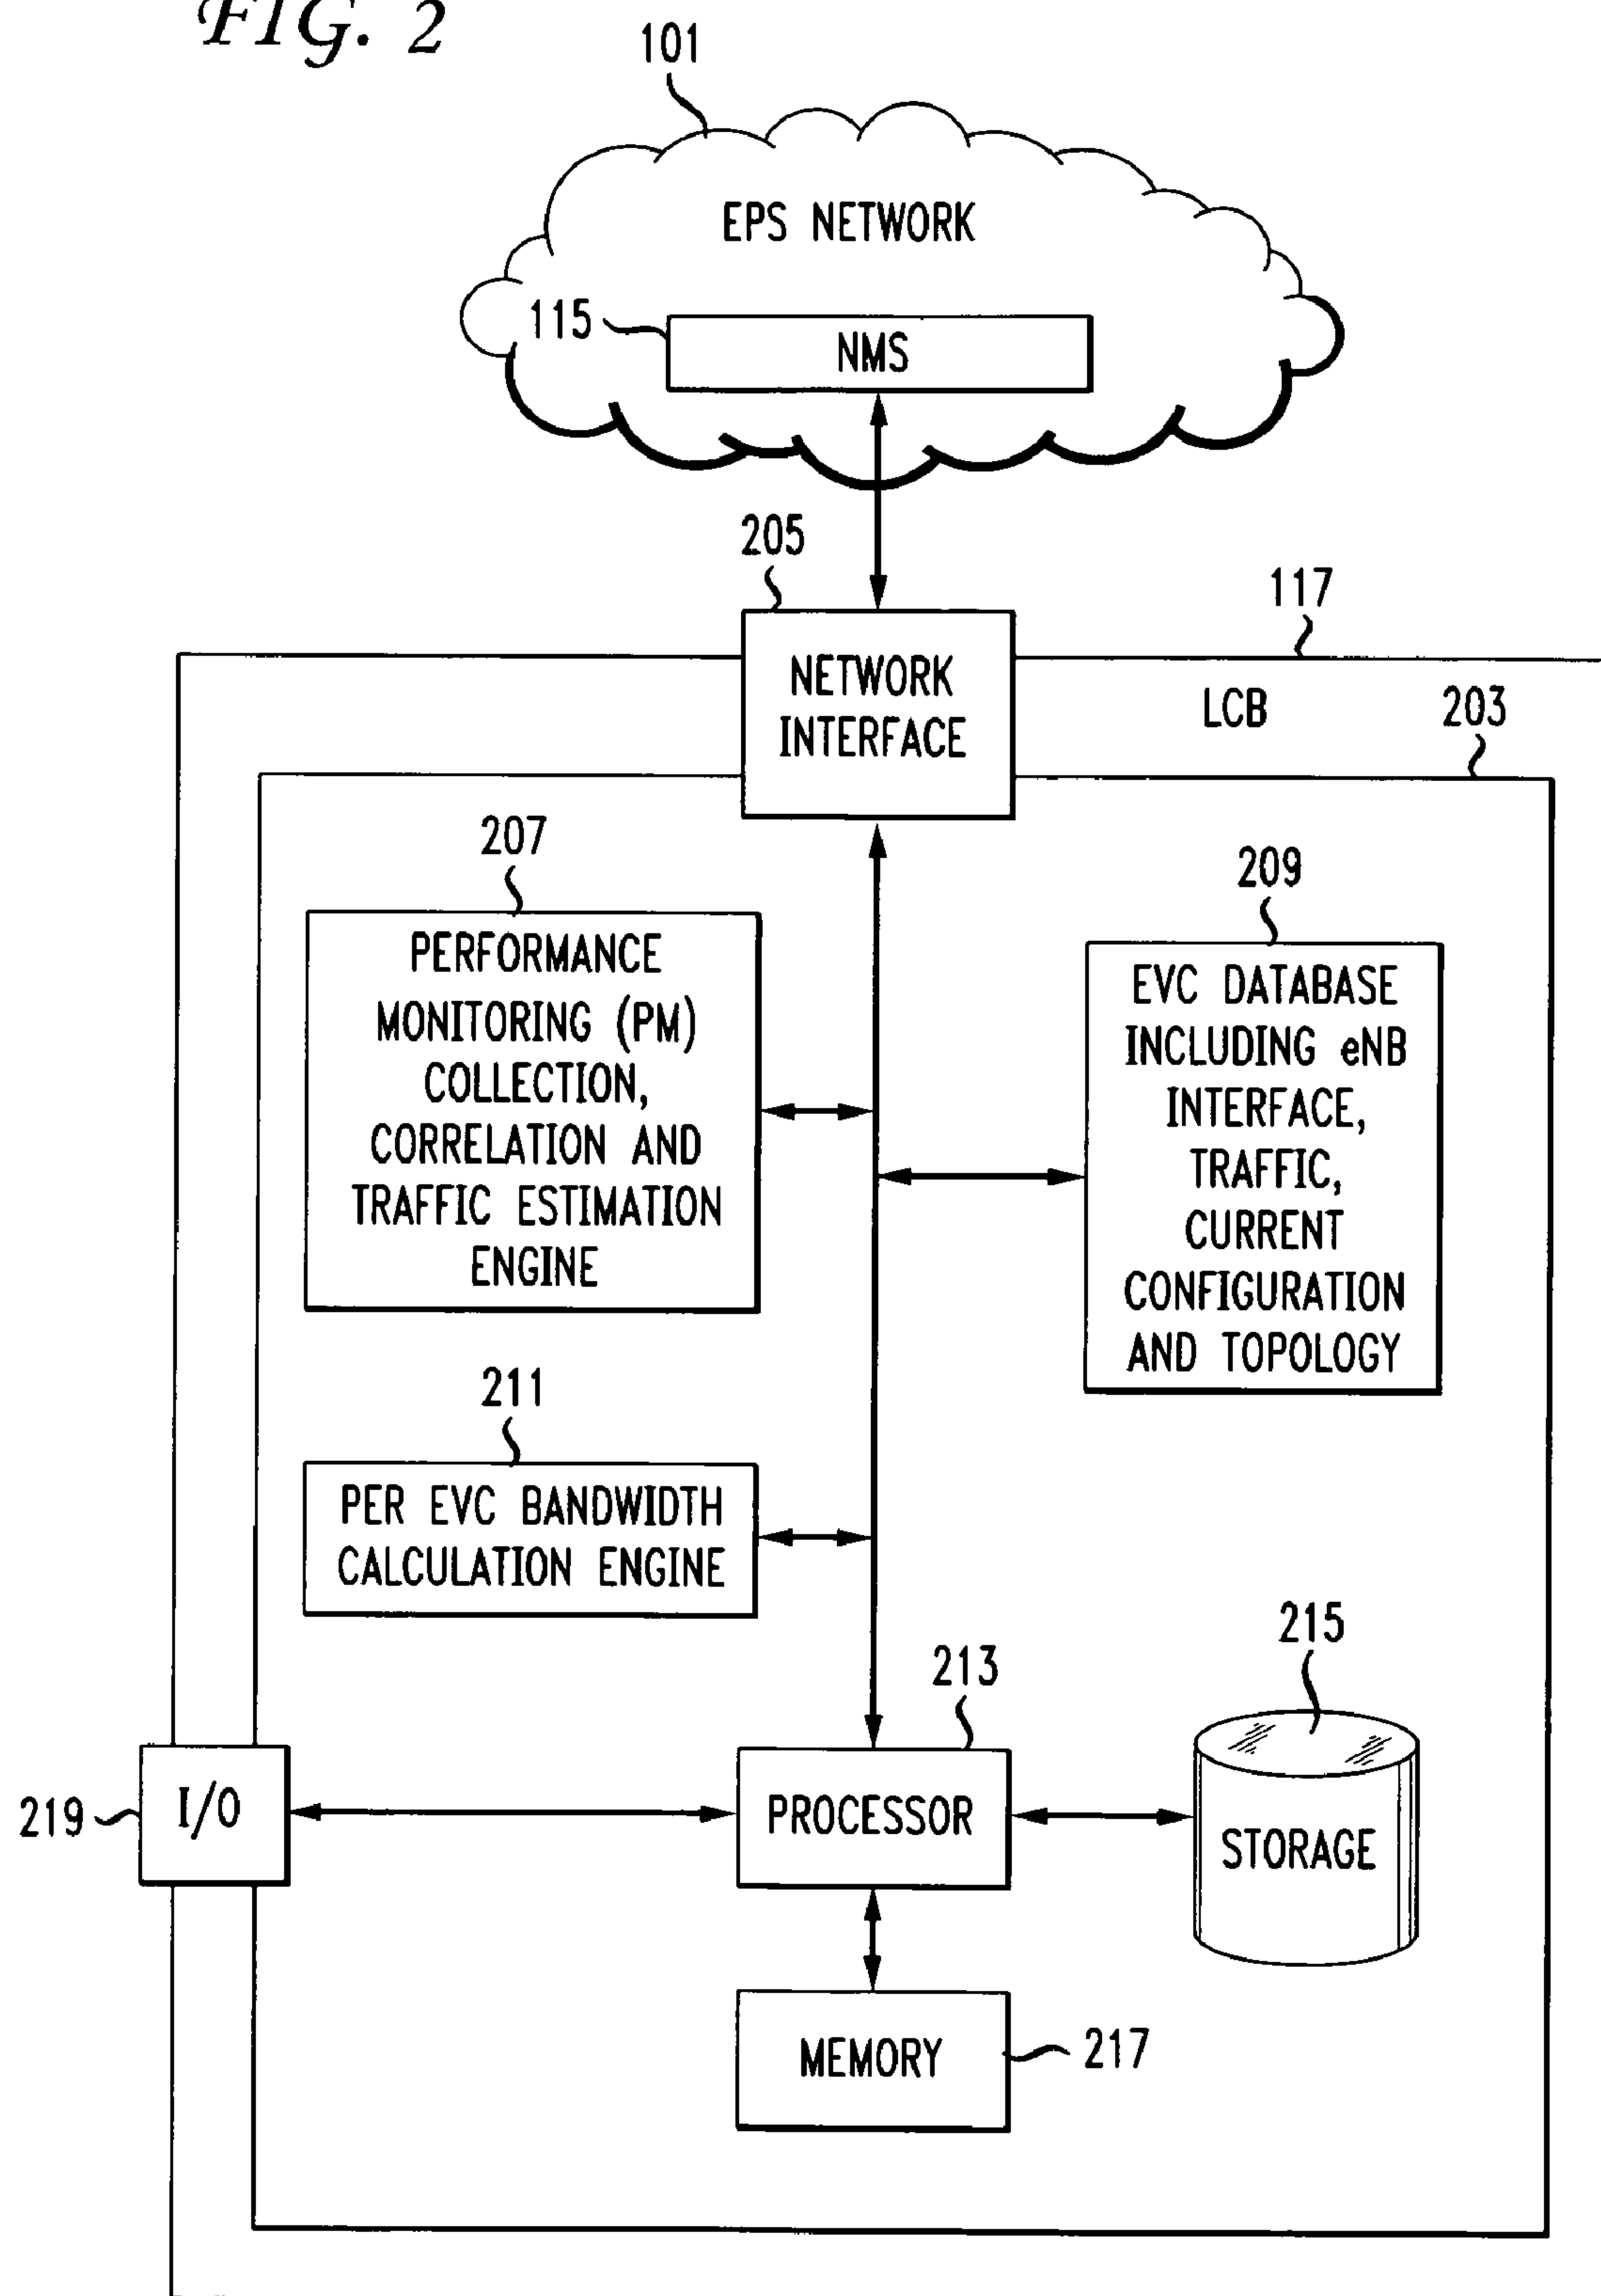 FIG. 2
101
EPS NETWORK
115
NMS
205
117
NETWORK
INTERFACE
LCB
203
207
209
PERFORMANCE
MONITORING (PM)
COLLECTION,
CORRELATION AND
TRAFFIC ESTIMATION
ENGINE
EVC DATABASE
INCLUDING eNB
INTERFACE,
TRAFFIC,
CURRENT
CONFIGURATION
AND TOPOLOGY
211
PER EVC BANDWIDTH
CALCULATION ENGINE
215
213
219
I/O
PROCESSOR
STORAGE
MEMORY
217